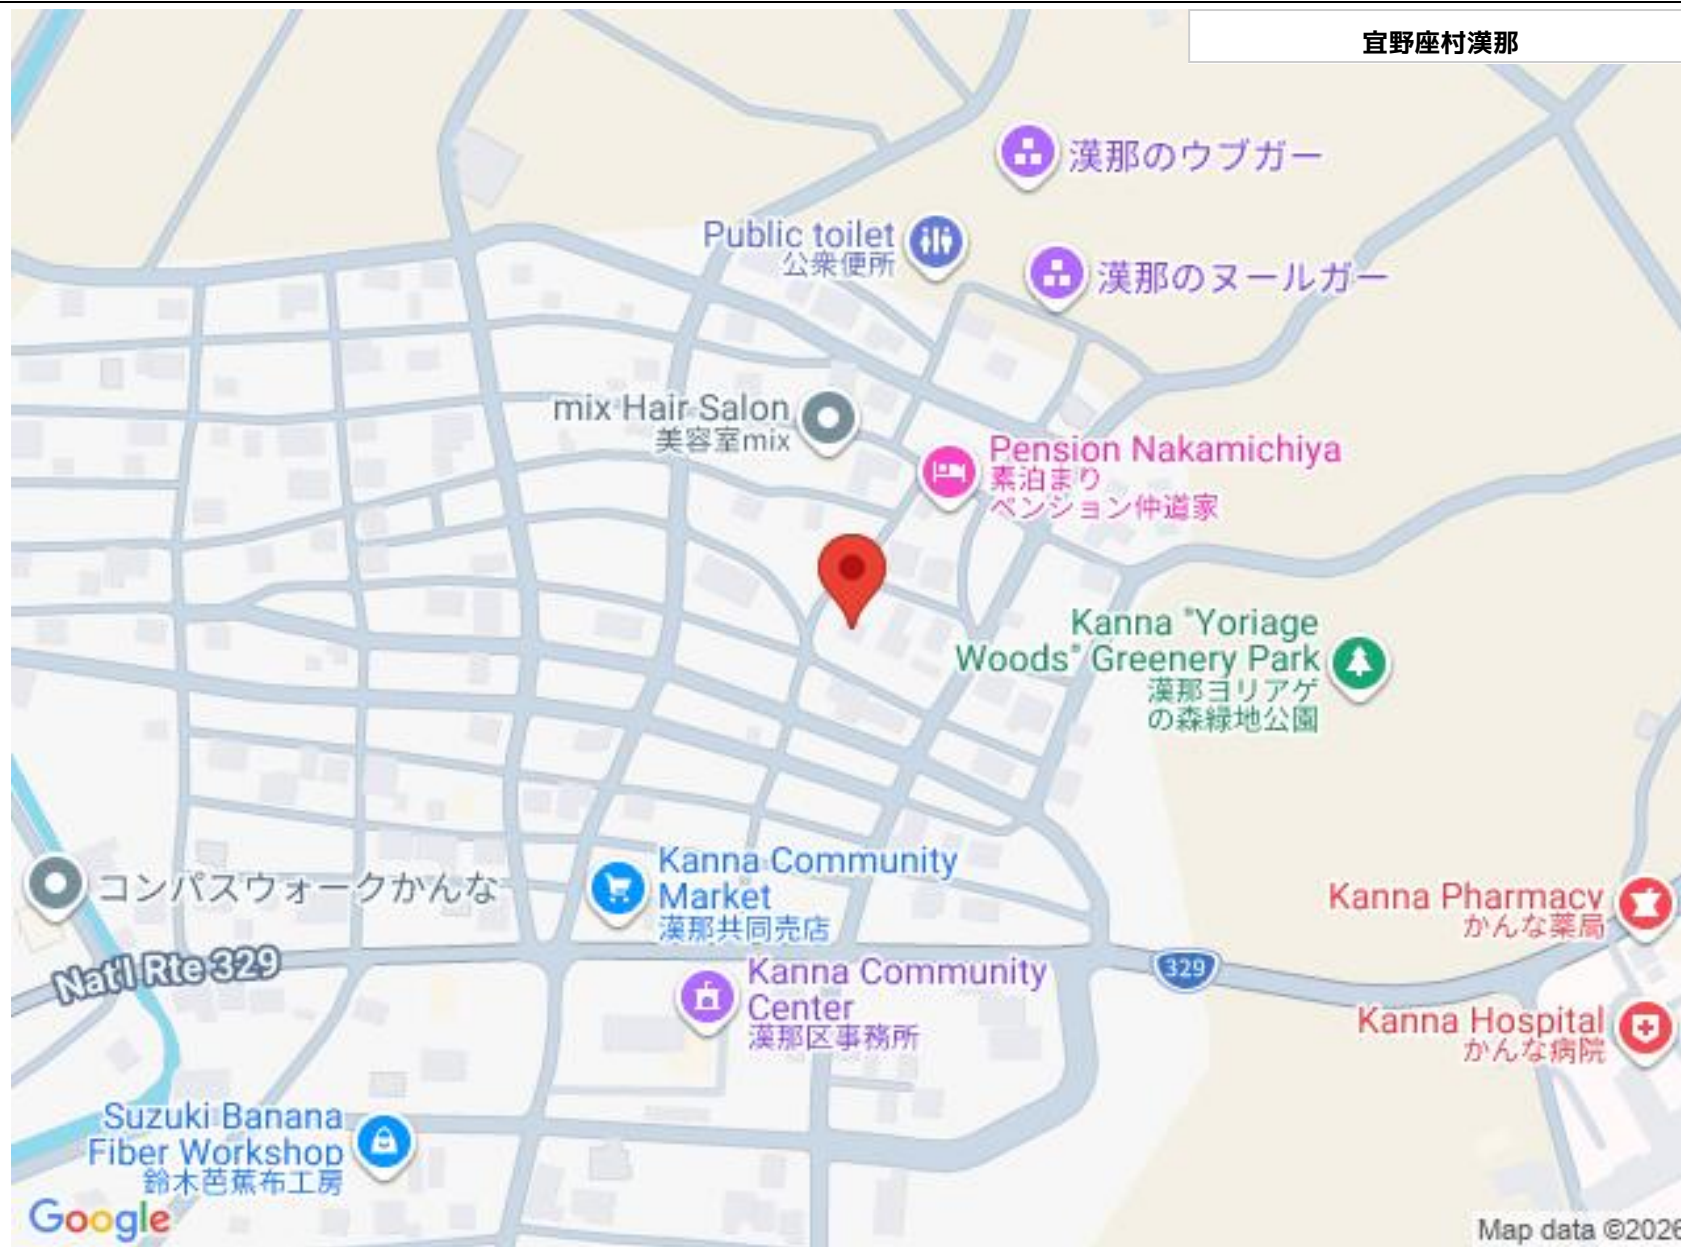 宜野座村漢那
漢那のウブガー
Public toilet
公衆便所
漢那のヌールガー
mix Hair Salon
美容室mix
Pension Nakamichiya
素泊まり
ペンション仲道家
Kanna "Yoriage
Woods" Greenery Park
漢那ヨリアゲ
の森緑地公園
Kanna Community
Market
漢那共同売店
コンパスウォークかんな
Kanna Pharmacy
かんな薬局
Nat'l Rte 329
329
Kanna Community
Center
漢那区事務所
Kanna Hospital
かんな病院
Suzuki Banana
Fiber Workshop
鈴木芭蕉布工房
Google
Map data ©2026